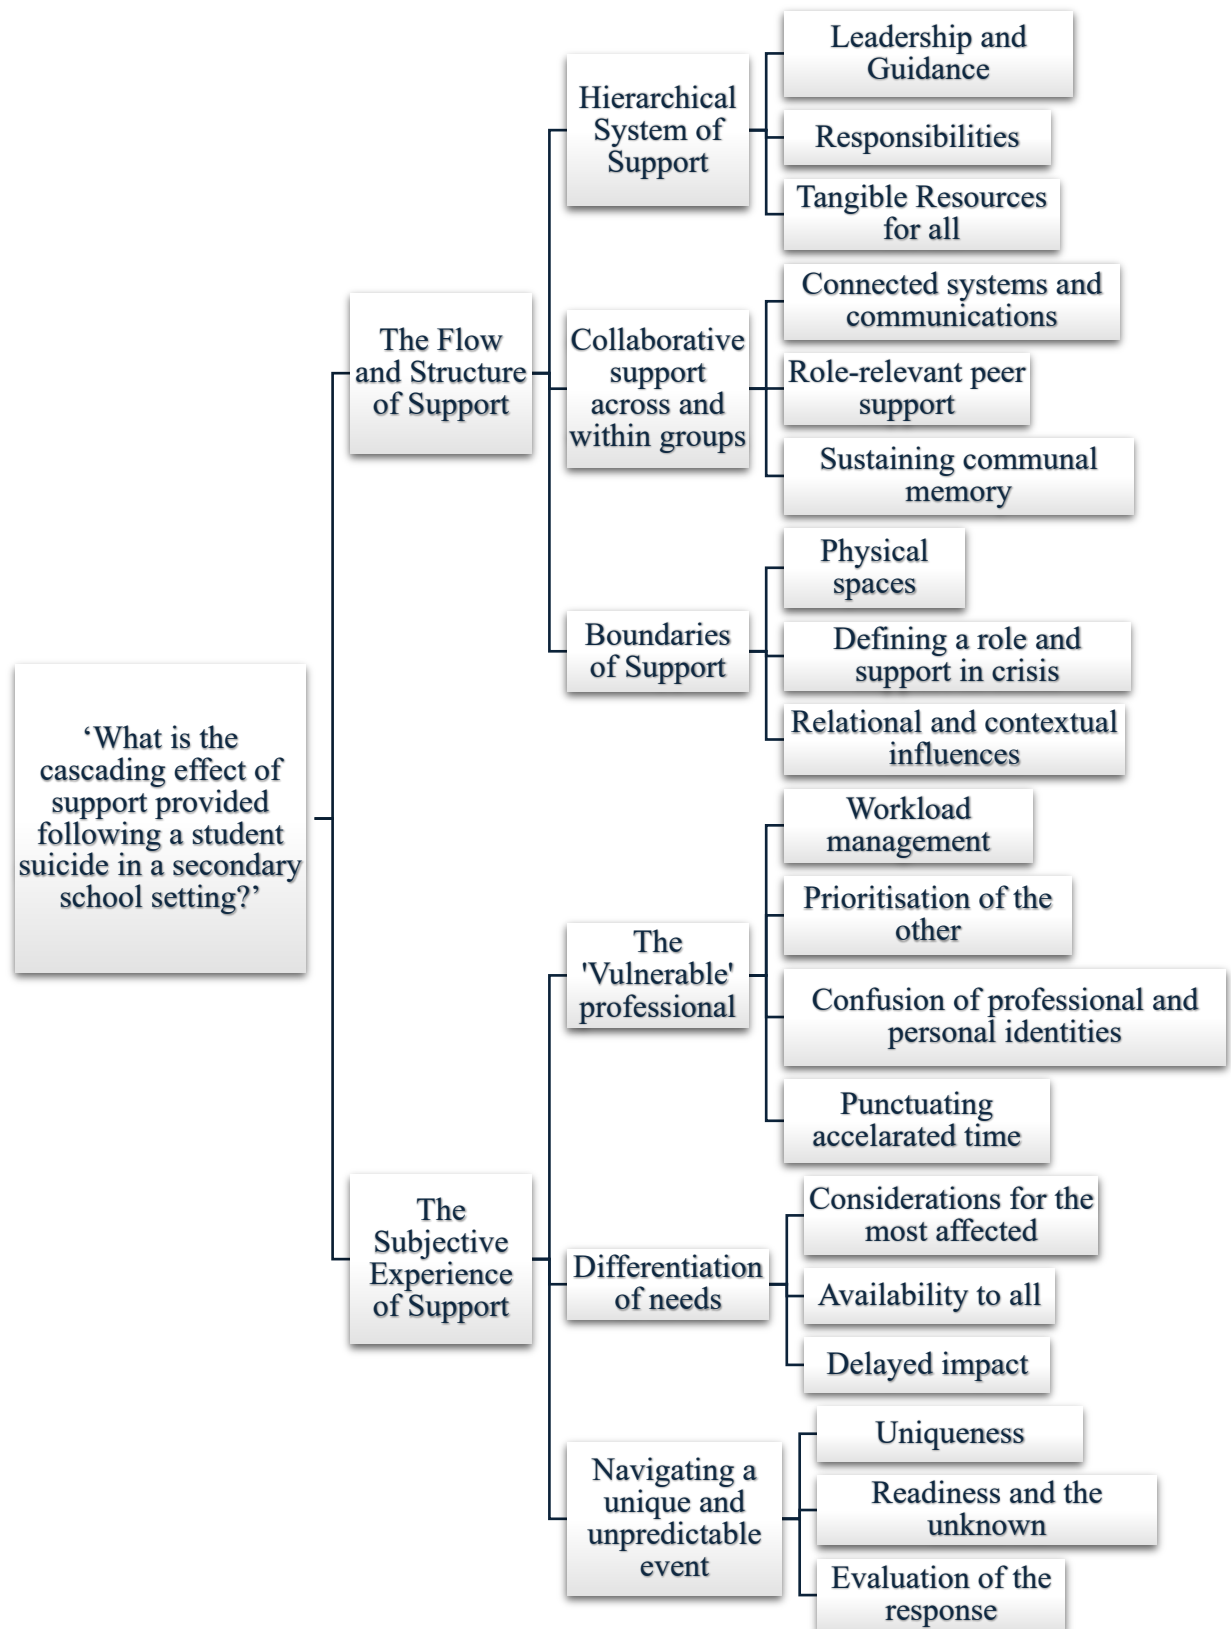 ‘What is the
cascading effect of
support provided
following a student
suicide in a secondary
school setting?’
The Flow
and Structure
of Support
Hierarchical
System of
Support
Leadership and
Guidance
Responsibilities
Tangible Resources
for all
Collaborative
support
across and
within groups
Connected systems and
communications
Role-relevant peer
support
Sustaining communal
memory
Boundaries
of Support
Physical
spaces
Defining a role and
support in crisis
Relational and contextual
influences
The
Subjective
Experience
of Support
The
'Vulnerable'
professional
Workload
management
Prioritisation of the
other
Confusion of professional and
personal identities
Punctuating
accelarated time
Differentiation
of needs
Considerations for the
most affected
Availability to all
Delayed impact
Navigating a
unique and
unpredictable
event
Uniqueness
Readiness and the
unknown
Evaluation of the
response